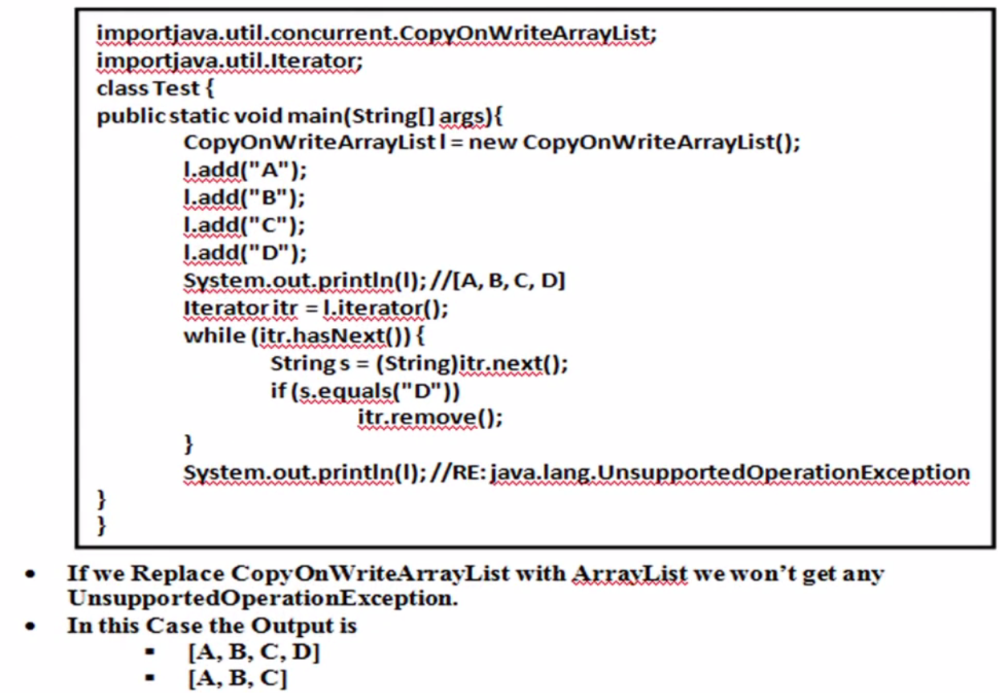 importjava.util.concurrent.CopyOnWriteArrayList;
importjava.util.Iterator;
class Test {
public static void main(String[] args){
CopyOnWriteArrayList l = new CopyOnWriteArrayList();
l.add("A");
l.add("B");
l.add("C");
l.add("D");
System.out.println(l); //[A, B, C, D]
Iterator itr = l.iterator();
while (itr.hasNext()) {
String s = (String)itr.next();
if (s.equals("D"))
itr.remove();
}
System.out.println(l); //RE: java.lang.UnsupportedOperationException
}
}
• If we Replace CopyOnWriteArrayList with ArrayList we won't get any
UnsupportedOperationException.
• In this Case the Output is
▪ [A, B, C, D]
▪ [A, B, C]